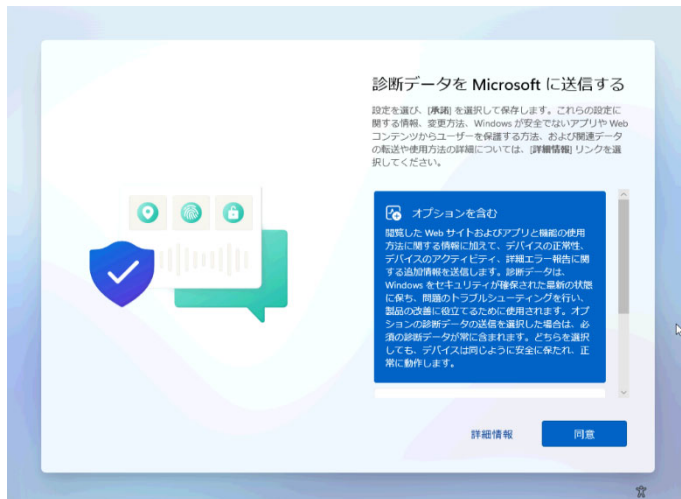 診断データを Microsoft に送信する
設定を選び、[承諾] を選択して保存します。これらの設定に
関する情報、変更方法、Windows が安全でないアプリや Web
コンテンツからユーザーを保護する方法、および関連データ
の転送や使用方法の詳細については、[詳細情報] リンクを選
択してください。
オプションを含む
閲覧した Web サイトおよびアプリと機能の使用
方法に関する情報に加えて、デバイスの正常性、
デバイスのアクティビティ、詳細エラー報告に関
する追加情報を送信します。診断データは、
Windows をセキュリティが確保された最新の状態
に保ち、問題のトラブルシューティングを行い、
製品の改善に役立てるために使用されます。オプ
ションの診断データの送信を選択した場合は、必
須の診断データが常に含まれます。どちらを選択
しても、デバイスは同じように安全に保たれ、正
常に動作します。
詳細情報
同意